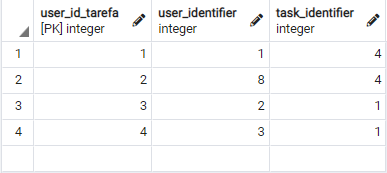 user_id_tarefa user_identifier task_identifier
[PK] integer integer integer
1 1 1 4
2 2 8 4
3 3 2 1
4 4 3 1